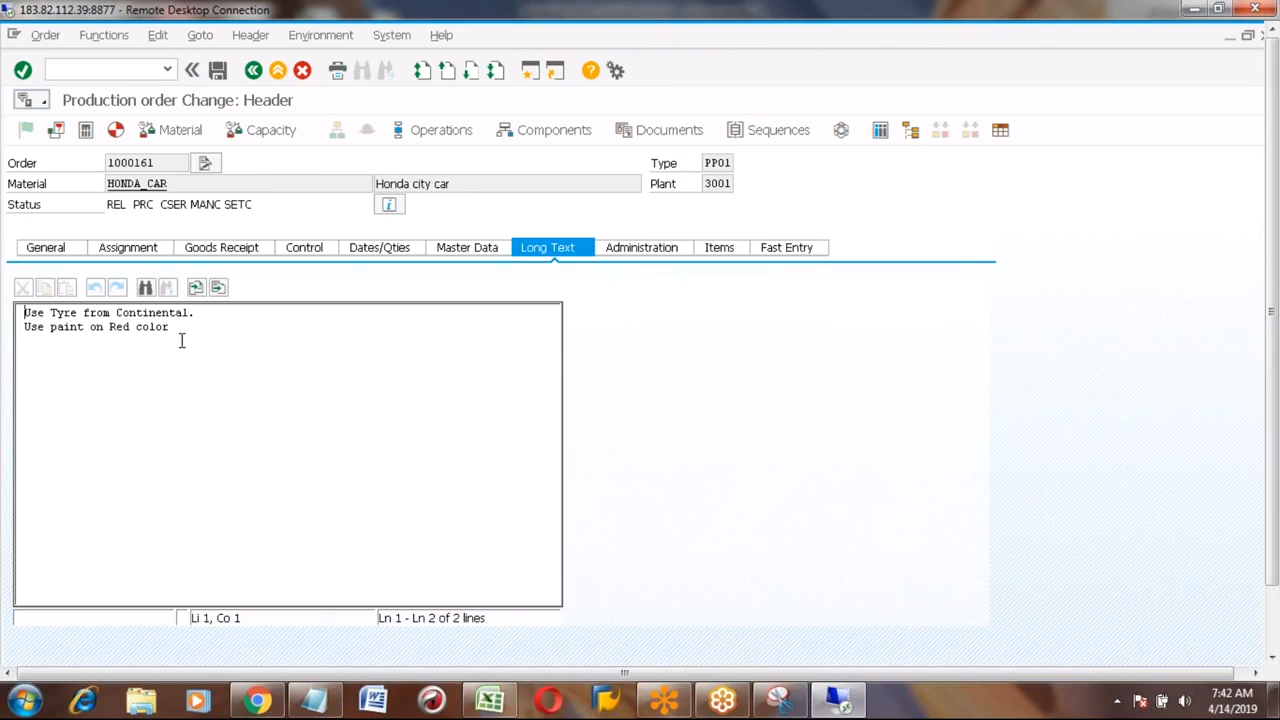 183.82.112.39:8877 - Remote Desktop Connection
Order Functions Edit Goto Header Environment System Help
Production order Change: Header
Material Capacity Operations Components Documents Sequences
Order 1000161 Type PP01
Material HONDA_CAR Honda city car Plant 3001
Status REL PRC CSER MANC SETC
General Assignment Goods Receipt Control Dates/Qties Master Data Long Text Administration Items Fast Entry
Use Tyre from Continental.
Use paint on Red color
Li 1, Co 1 Ln 1 - Ln 2 of 2 lines
7:42 AM
4/14/2019